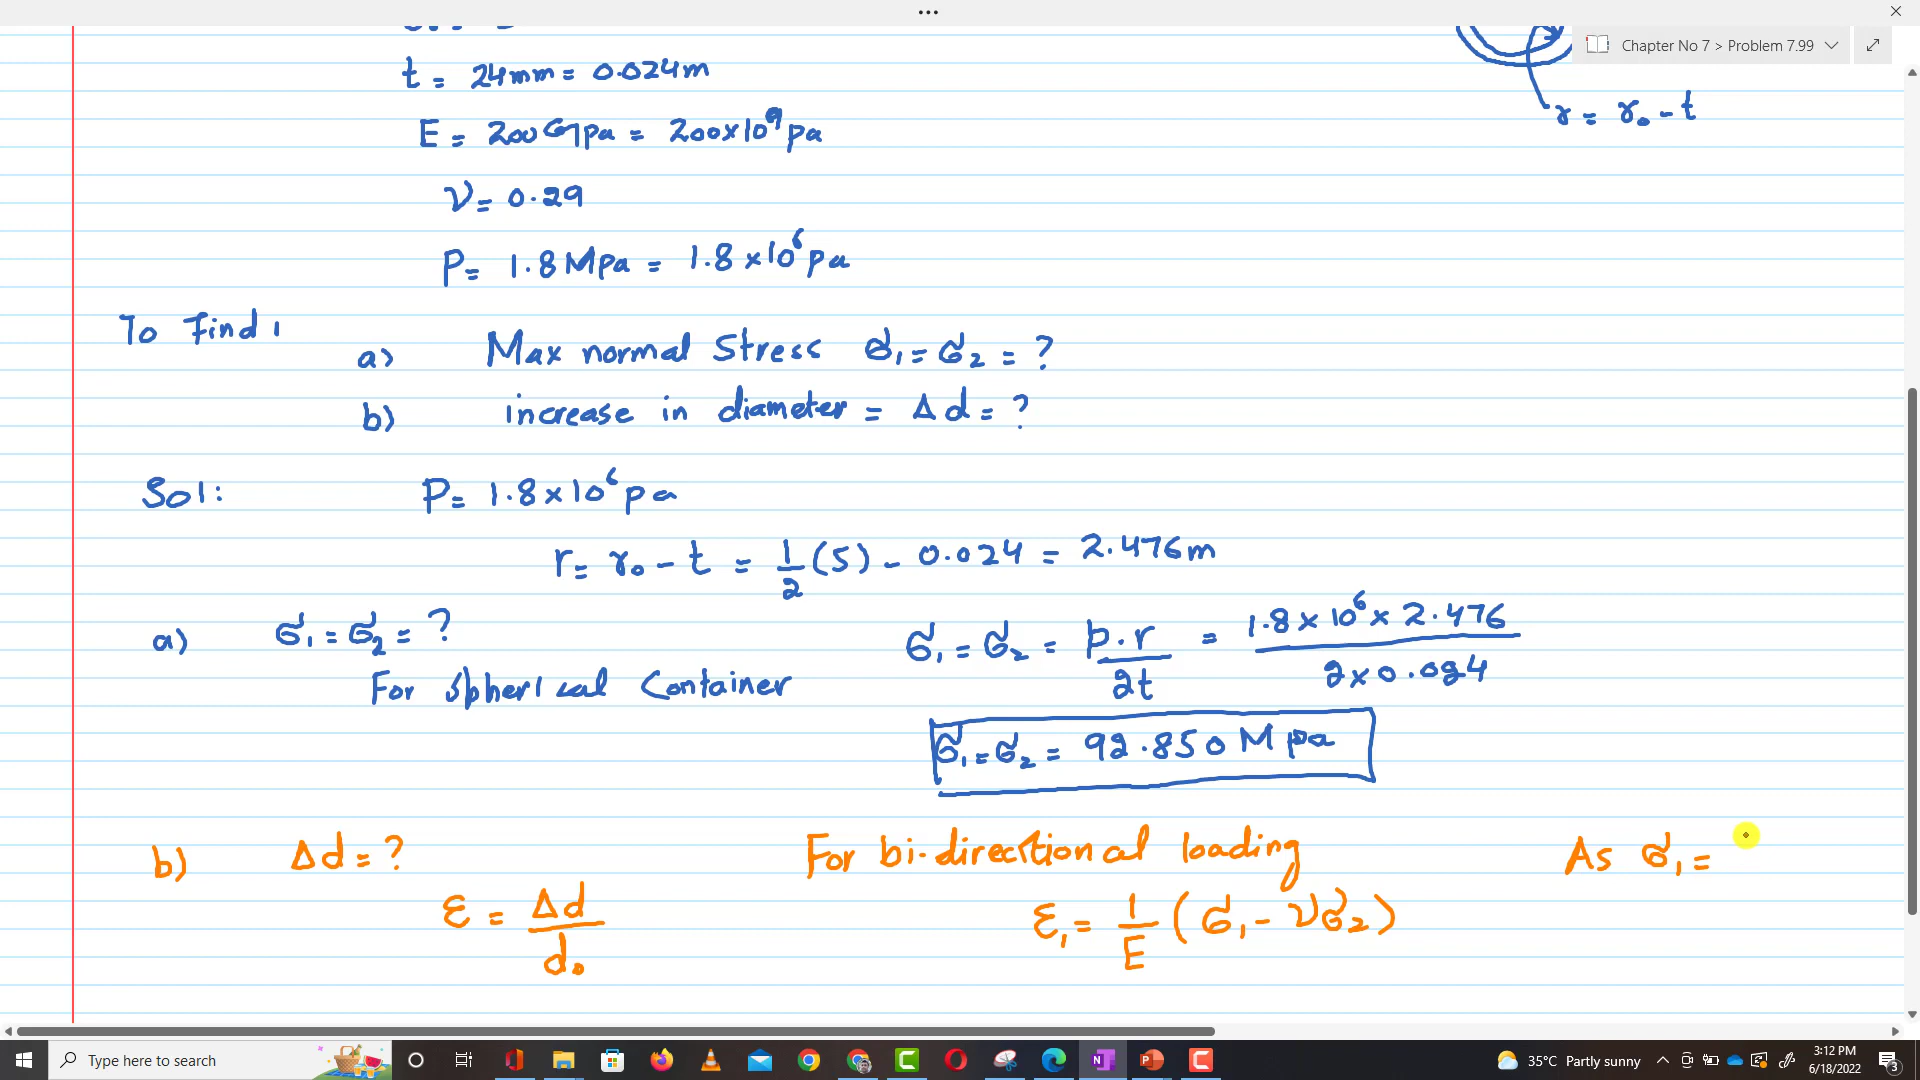 Chapter No 7 > Problem 7.99
t = 24mm = 0.024m
r = r₀ - t
E = 200 Gpa = 200x10⁹ pa
ν = 0.29
P = 1.8 Mpa = 1.8 x 10⁶ pa
To Find :
a) Max normal Stress σ₁ = σ₂ = ?
b) increase in diameter = Δd = ?
Sol : P = 1.8 x 10⁶ pa
r = r₀ - t = 1/2 (5) - 0.024 = 2.476m
a) σ₁ = σ₂ = ?
For Spherical Container
σ₁ = σ₂ = p.r/2t = 1.8 x 10⁶ x 2.476 / 2 x 0.024
σ₁ = σ₂ = 92.850 M pa
b) Δd = ? For bi-directional loading As σ₁ =
ε = Δd/d₀ ε₁ = 1/E (σ₁ - νσ₂)
Type here to search
35°C Partly sunny
3:12 PM
6/18/2022
3